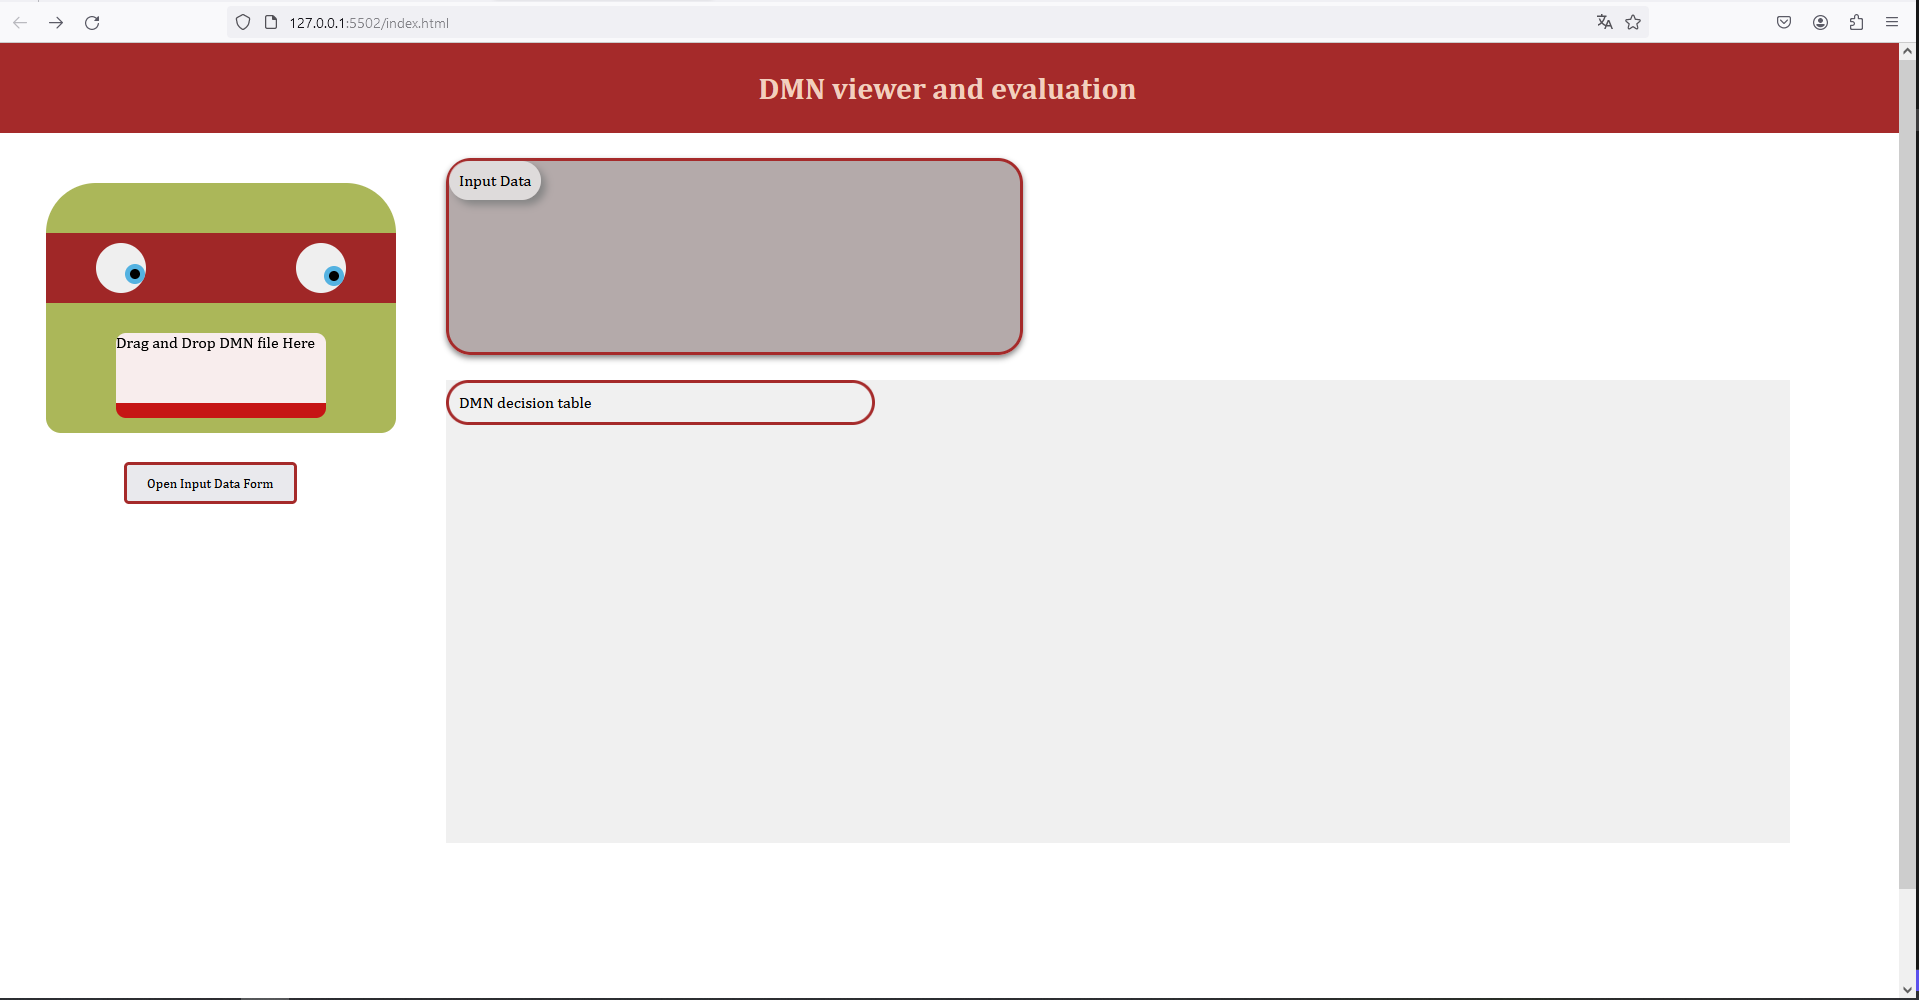 127.0.0.1:5502/index.html
DMN viewer and evaluation
Input Data
Drag and Drop DMN file Here
DMN decision table
Open Input Data Form